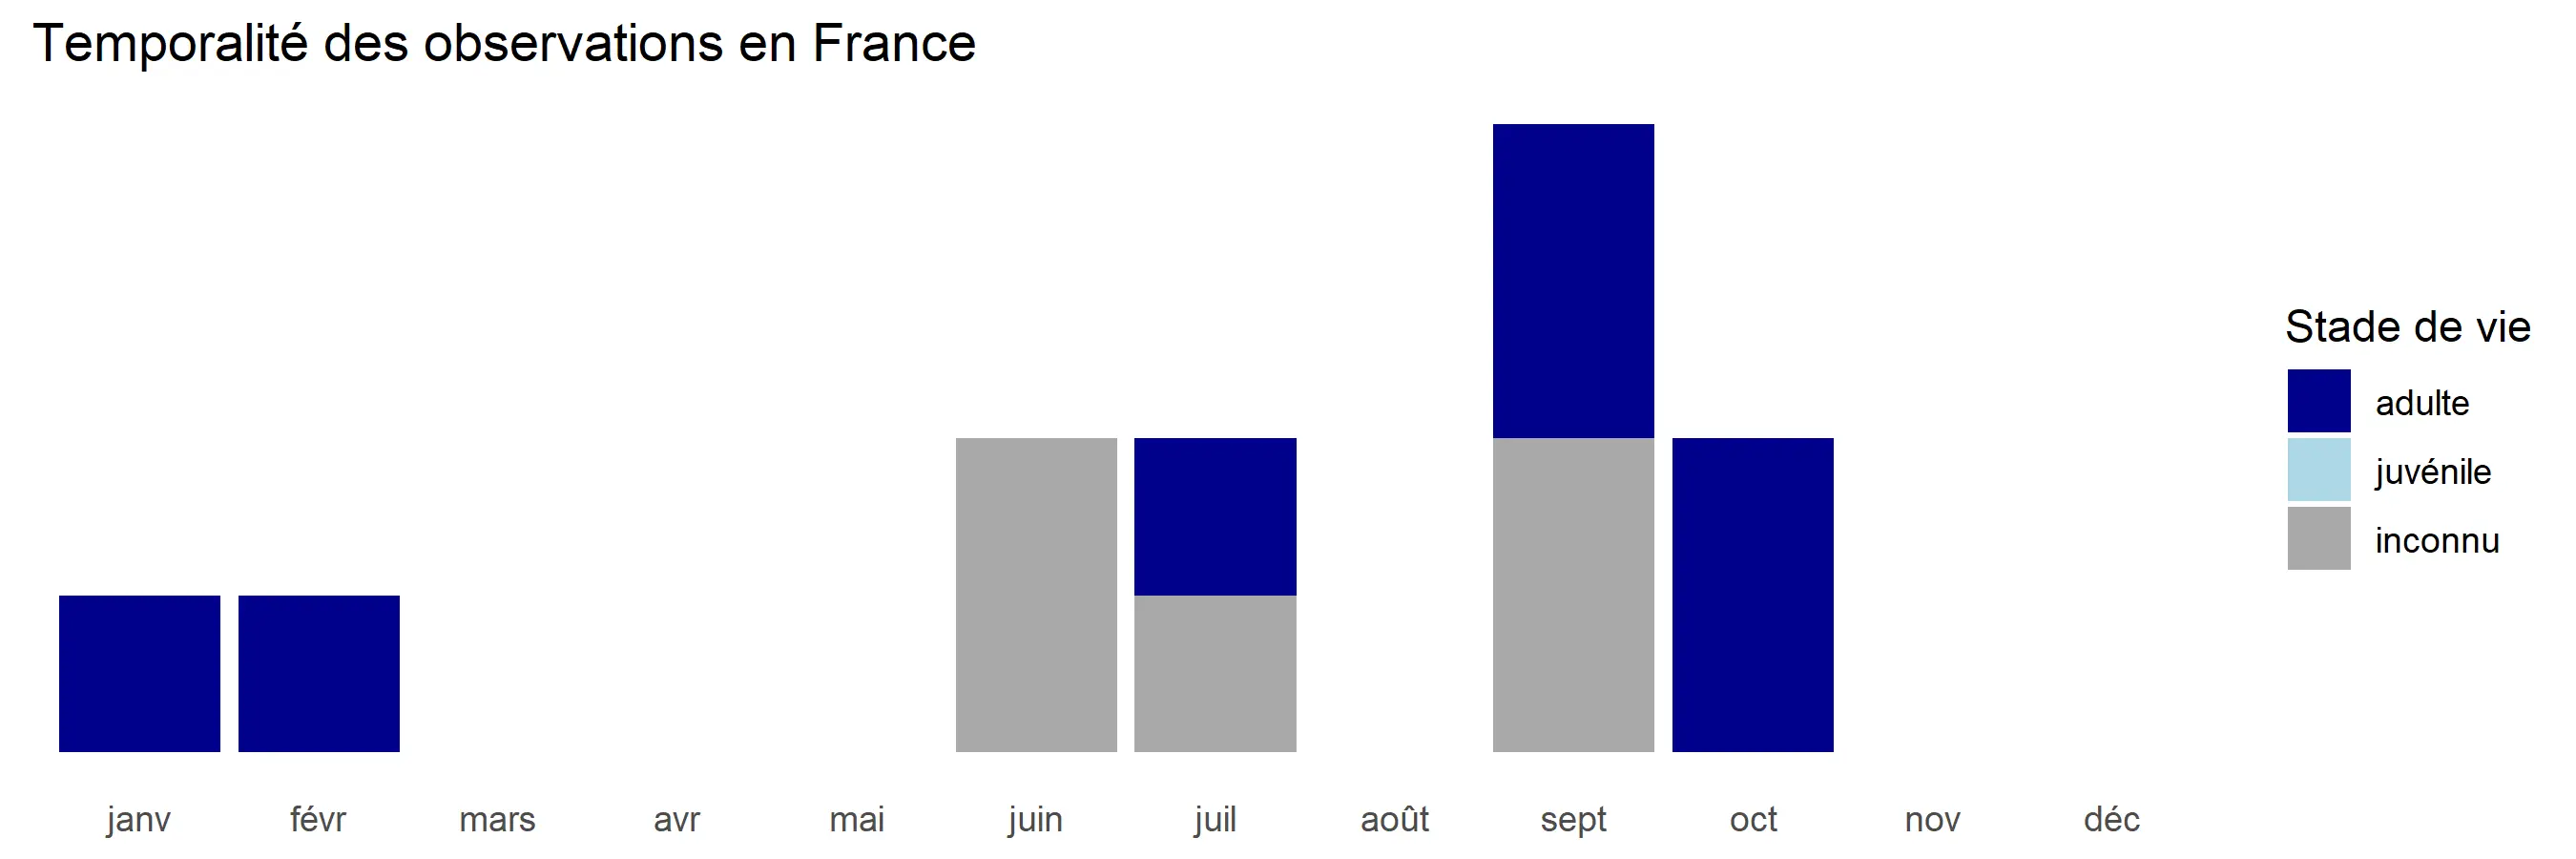 Temporalité des observations en France
Stade de vie
adulte
juvénile
inconnu
janv févr mars avr mai juin juil août sept oct nov déc